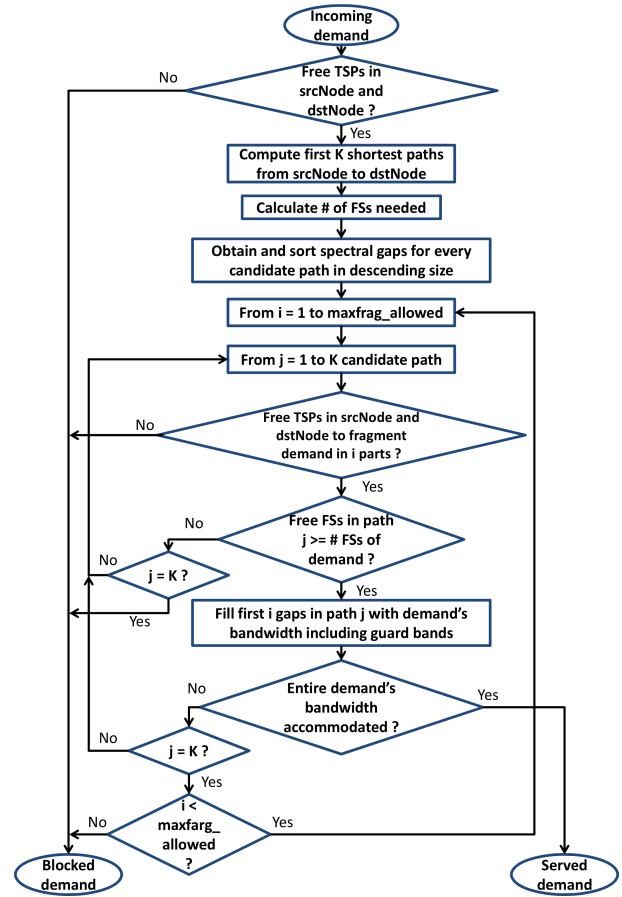 Incoming
demand
No
Free TSPs in
srcNode and
dstNode ?
Yes
Compute first K shortest paths
from srcNode to dstNode
Calculate # of FSs needed
Obtain and sort spectral gaps for every
candidate path in descending size
From i = 1 to maxfrag_allowed
From j = 1 to K candidate path
No
Free TSPs in srcNode and
dstNode to fragment
demand in i parts ?
Yes
No
Free FSs in path
j >= # FSs of
demand ?
No
j = K ?
Yes
Yes
Fill first i gaps in path j with demand’s
bandwidth including guard bands
No
Entire demand’s
bandwidth
accommodated ?
Yes
No
j = K ?
Yes
No
i <
maxfarg_
allowed
?
Yes
Blocked
demand
Served
demand